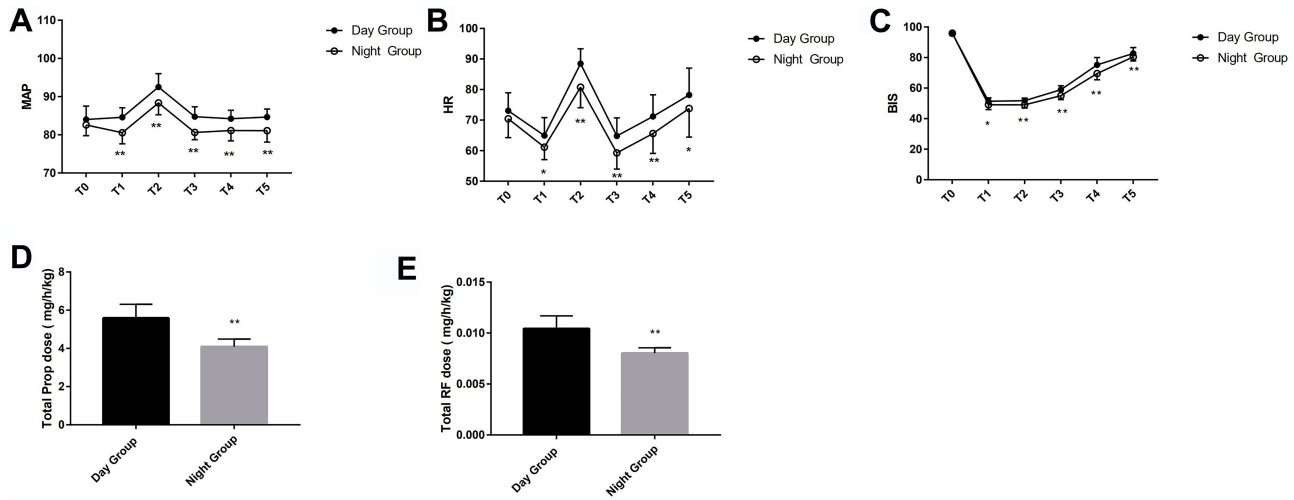 A
110
100
90
80
70
MAP
T0 T1 T2 T3 T4 T5
** ** ** ** **
Day Group
Night Group
B
100
90
80
70
60
50
HR
T0 T1 T2 T3 T4 T5
* ** ** ** *
Day Group
Night Group
C
100
80
60
40
20
0
BIS
T0 T1 T2 T3 T4 T5
* ** ** ** **
Day Group
Night Group
D
8
6
4
2
0
Total Prop dose ( mg/h/kg)
**
Day Group
Night Group
E
0.015
0.010
0.005
0.000
Total RF dose ( mg/h/kg)
**
Day Group
Night Group